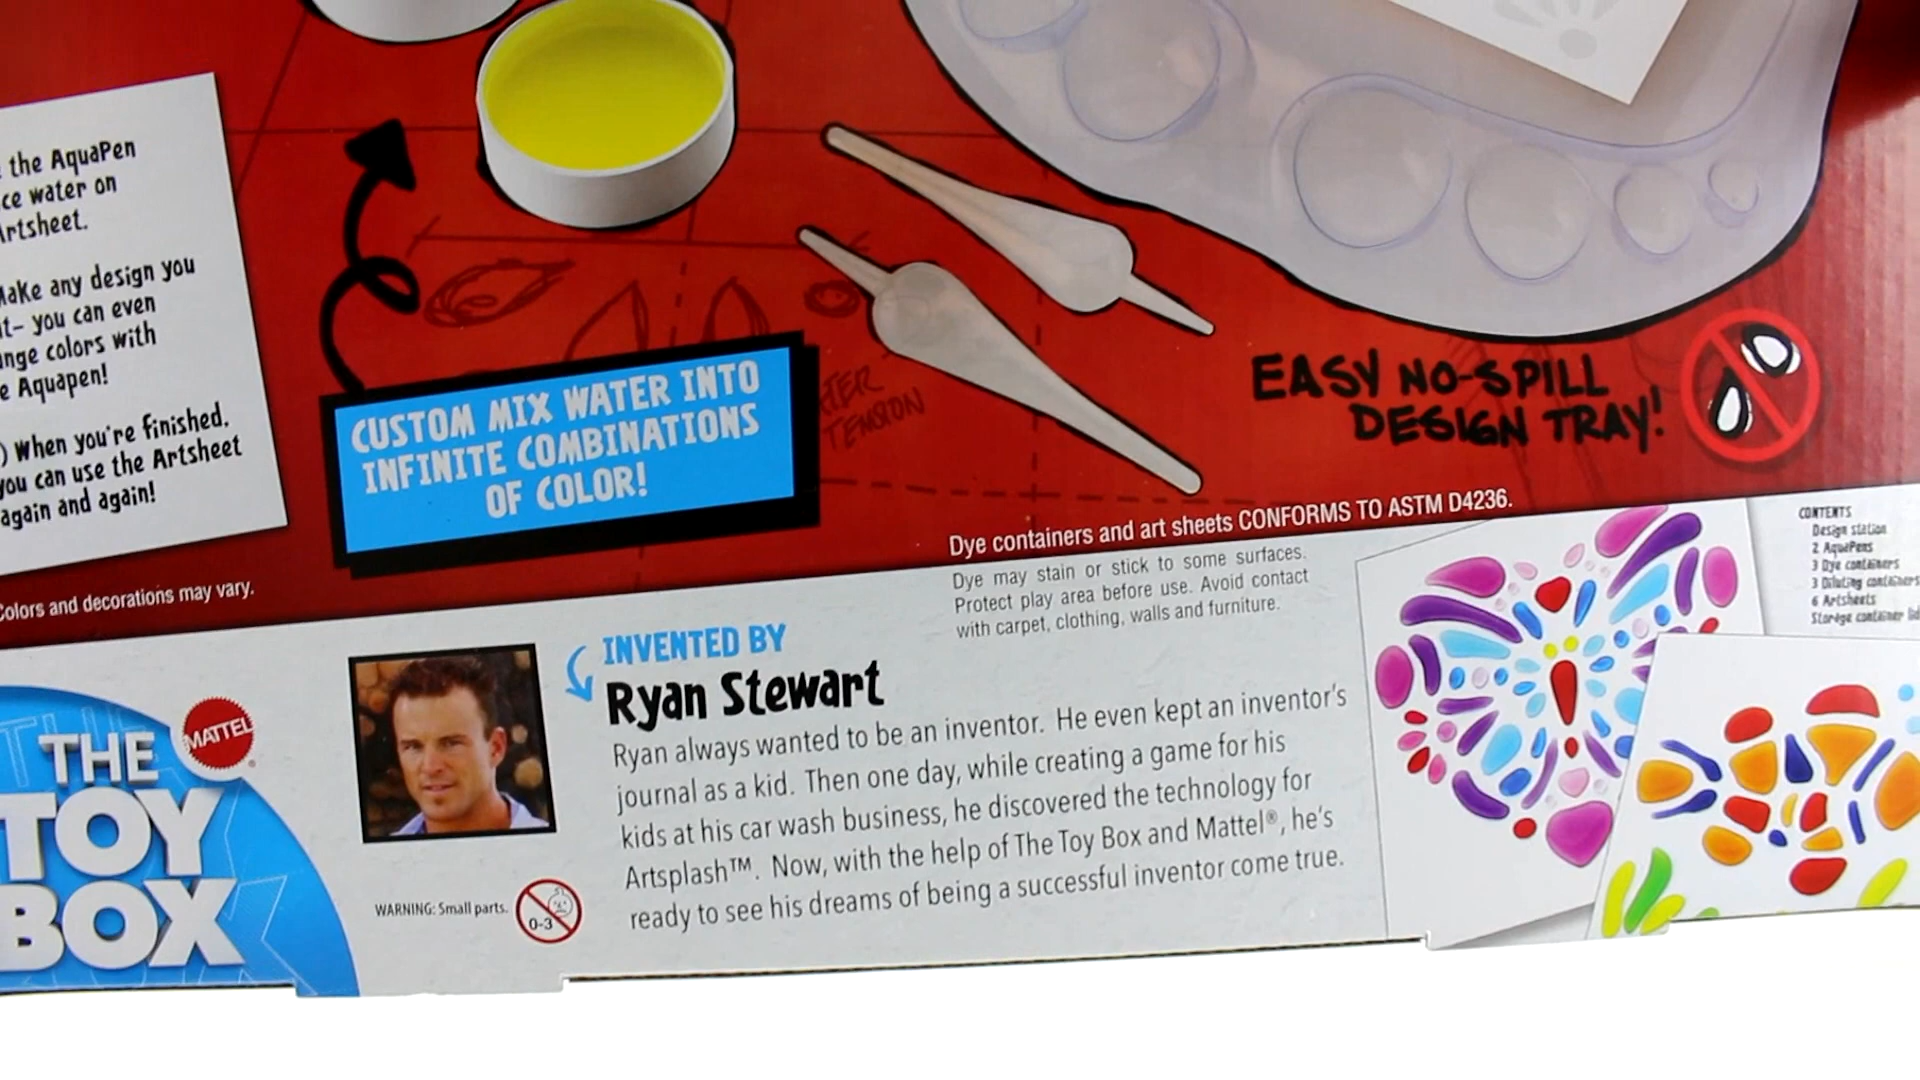 the AquaPen
ce water on
Artsheet.
Make any design you
t- you can even
nge colors with
e Aquapen!
) When you're finished,
you can use the Artsheet
again and again!
Colors and decorations may vary.
CUSTOM MIX WATER INTO
INFINITE COMBINATIONS
OF COLOR!
TENSION
EASY NO-SPILL
DESIGN TRAY!
Dye containers and art sheets CONFORMS TO ASTM D4236.
Dye may stain or stick to some surfaces.
Protect play area before use. Avoid contact
with carpet, clothing, walls and furniture.
CONTENTS
Design station
2 AquaPens
3 Dye containers
3 Diluting containers
6 Artsheets
Storage container lid
THE
TOY
BOX
MATTEL
INVENTED BY
Ryan Stewart
Ryan always wanted to be an inventor. He even kept an inventor's
journal as a kid. Then one day, while creating a game for his
kids at his car wash business, he discovered the technology for
Artsplash™. Now, with the help of The Toy Box and Mattel®, he's
ready to see his dreams of being a successful inventor come true.
WARNING: Small parts.
0-3